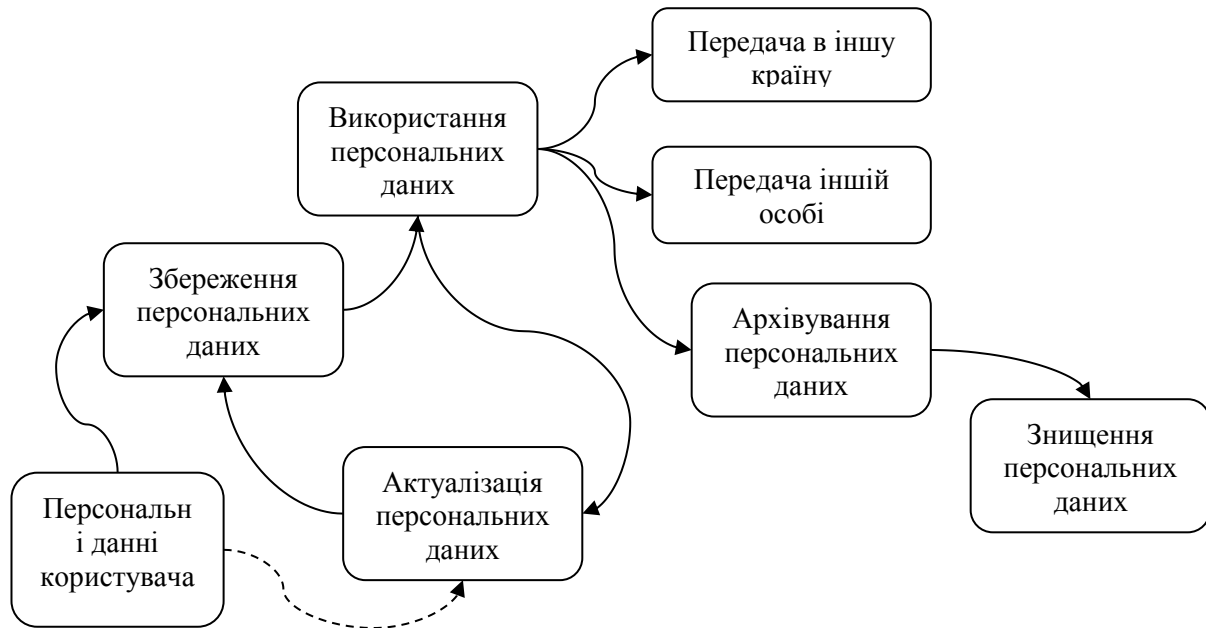 Передача в іншу
країну
Використання
персональних
даних
Передача іншій
особі
Збереження
персональних
даних
Архівування
персональних
даних
Знищення
персональних
даних
Актуалізація
персональних
даних
Персональн
і данні
користувача